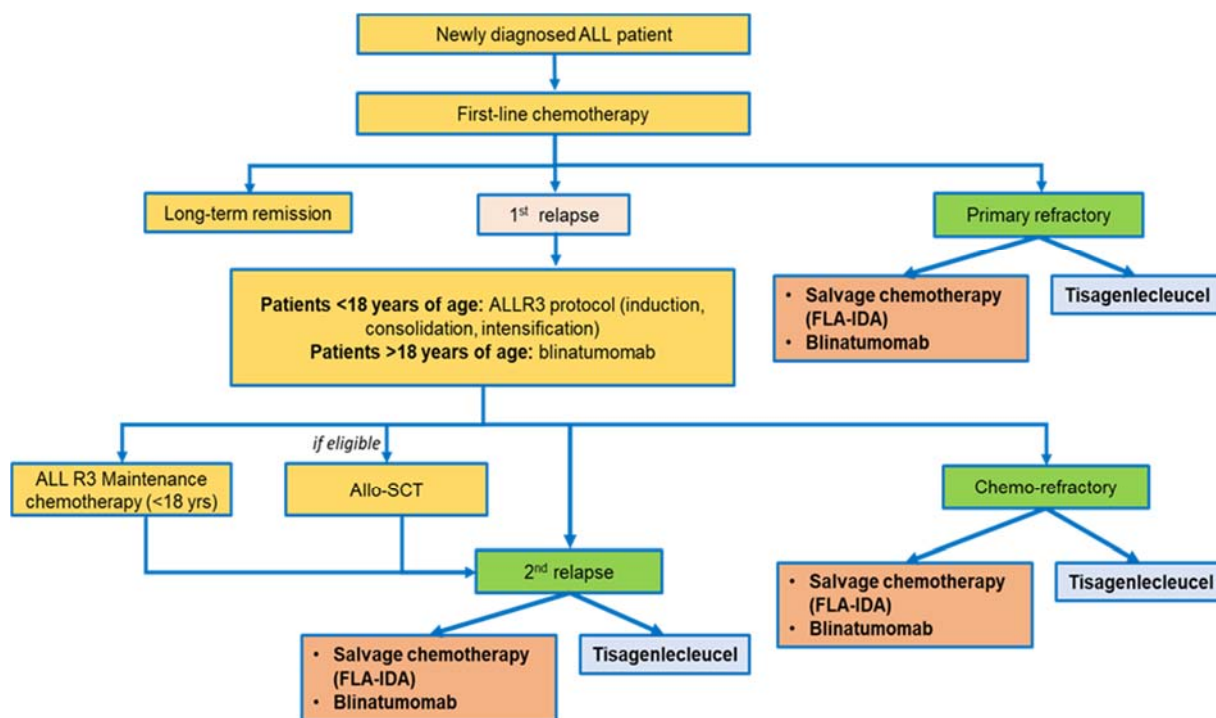 Newly diagnosed ALL patient
First-line chemotherapy
Long-term remission
1st relapse
Primary refractory
Patients <18 years of age: ALLR3 protocol (induction,
consolidation, intensification)
Patients >18 years of age: blinatumomab
• Salvage chemotherapy
(FLA-IDA)
• Blinatumomab
Tisagenlecleucel
if eligible
ALL R3 Maintenance
chemotherapy (<18 yrs)
Allo-SCT
Chemo-refractory
2nd relapse
• Salvage chemotherapy
(FLA-IDA)
• Blinatumomab
Tisagenlecleucel
• Salvage chemotherapy
(FLA-IDA)
• Blinatumomab
Tisagenlecleucel